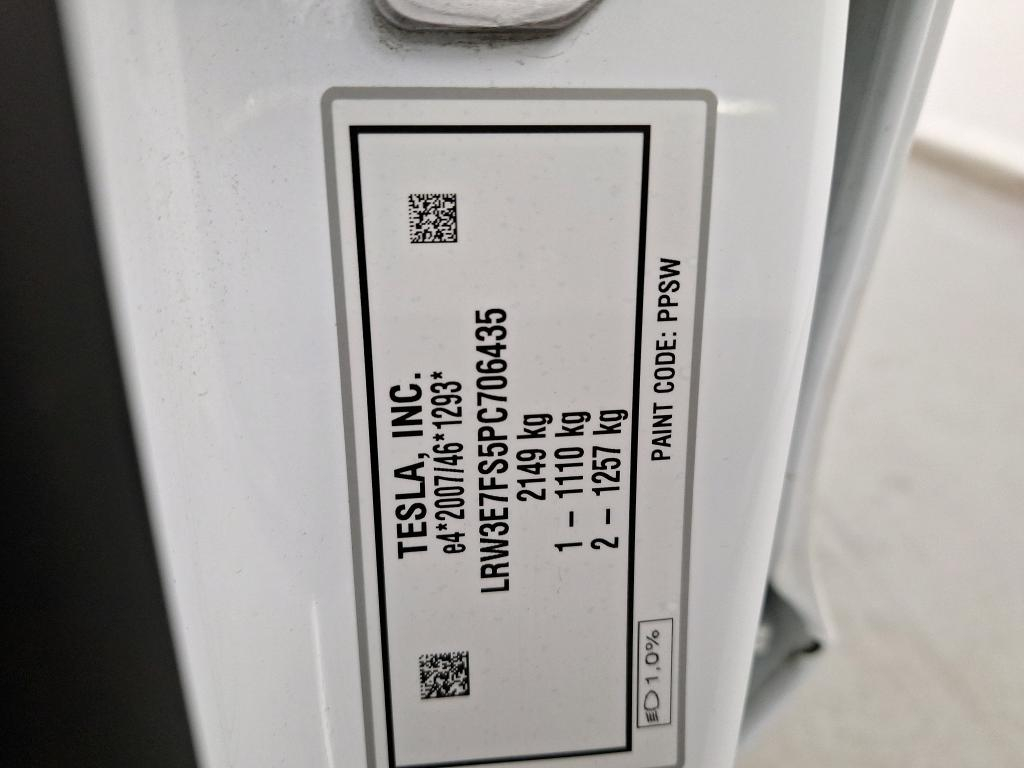 TESLA, INC.
e4*2007/46*1293*
LRW3E7FS5PC706435
2149 kg
1 – 1110 kg
2 – 1257 kg
PAINT CODE: PPSW
1,0%